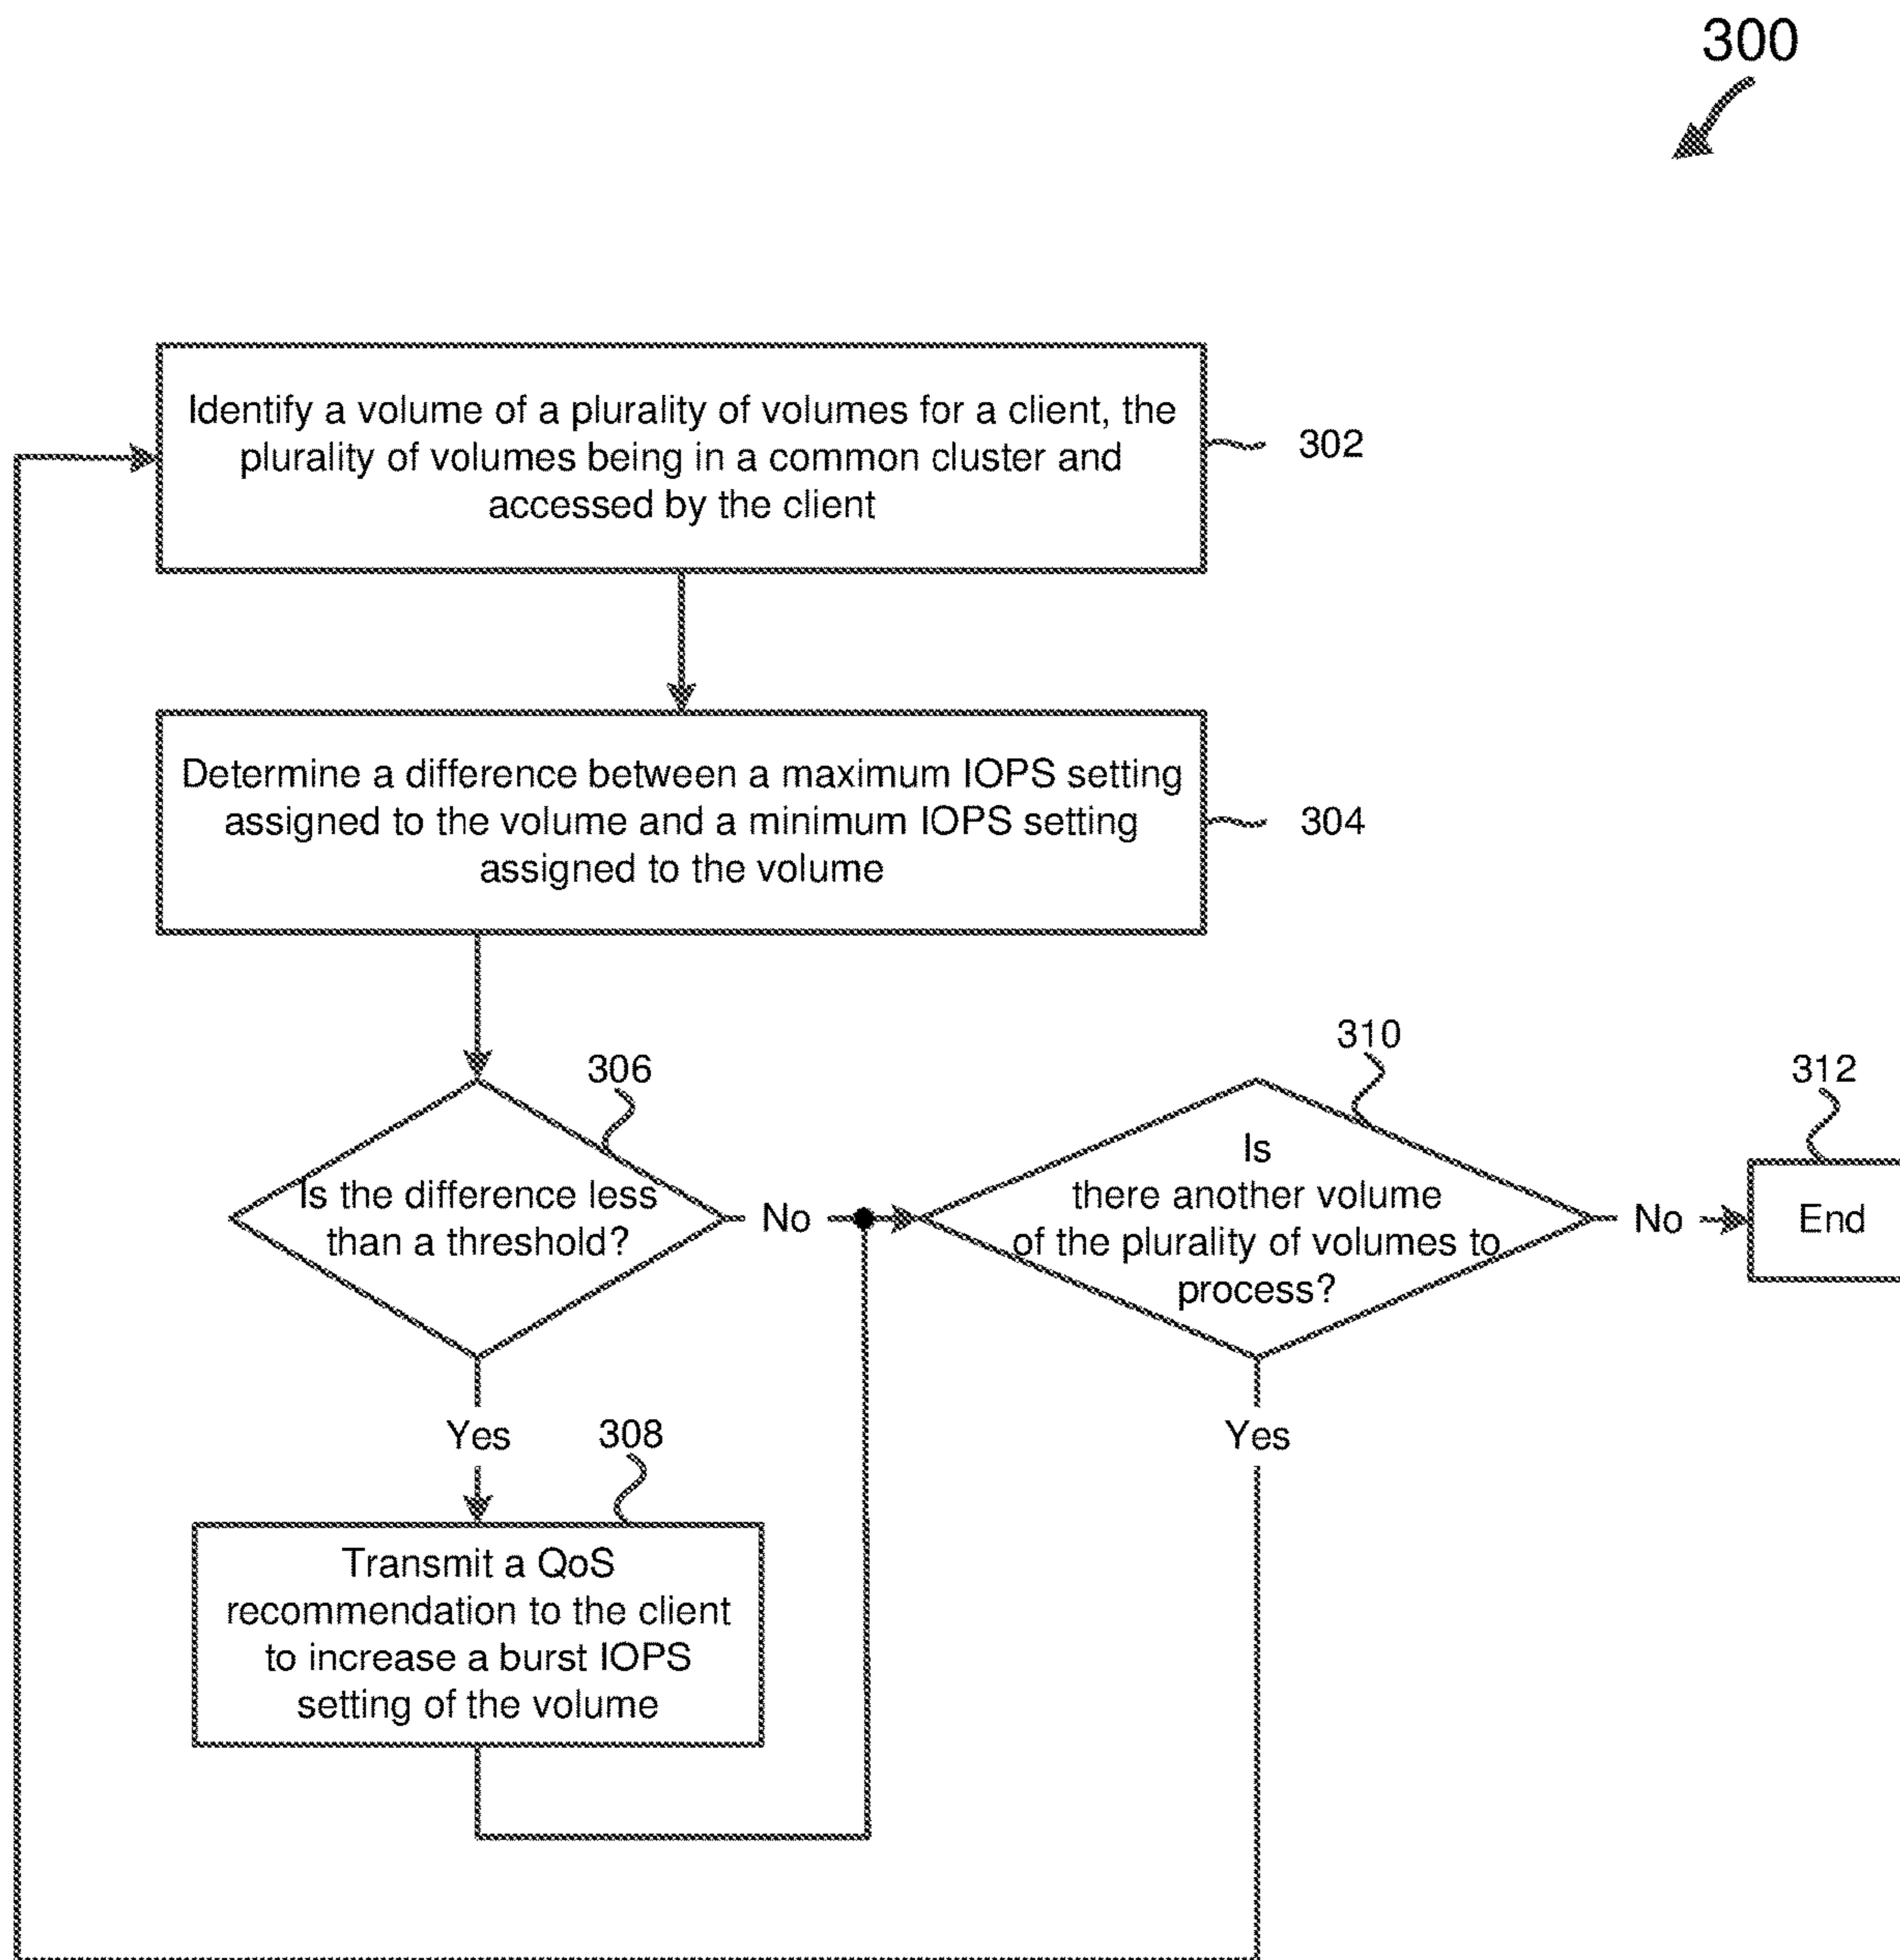 300
Identify a volume of a plurality of volumes for a client, the
plurality of volumes being in a common cluster and
accessed by the client
302
Determine a difference between a maximum IOPS setting
assigned to the volume and a minimum IOPS setting
assigned to the volume
304
306
Is the difference less
than a threshold?
No
310
Is
there another volume
of the plurality of volumes to
process?
No
312
End
Yes
308
Transmit a QoS
recommendation to the client
to increase a burst IOPS
setting of the volume
Yes